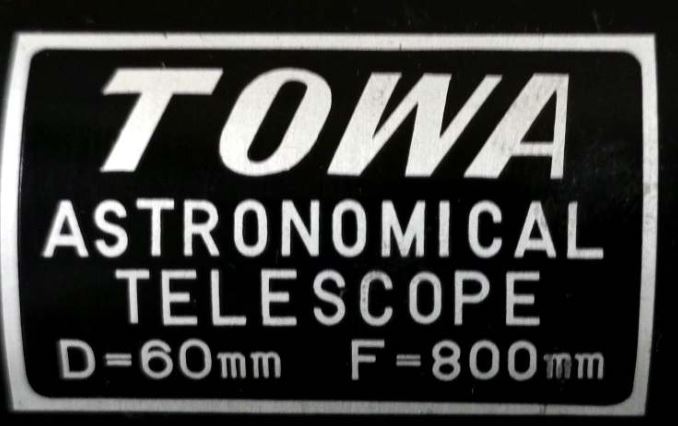 TOWA
ASTRONOMICAL
TELESCOPE
D=60mm F=800mm